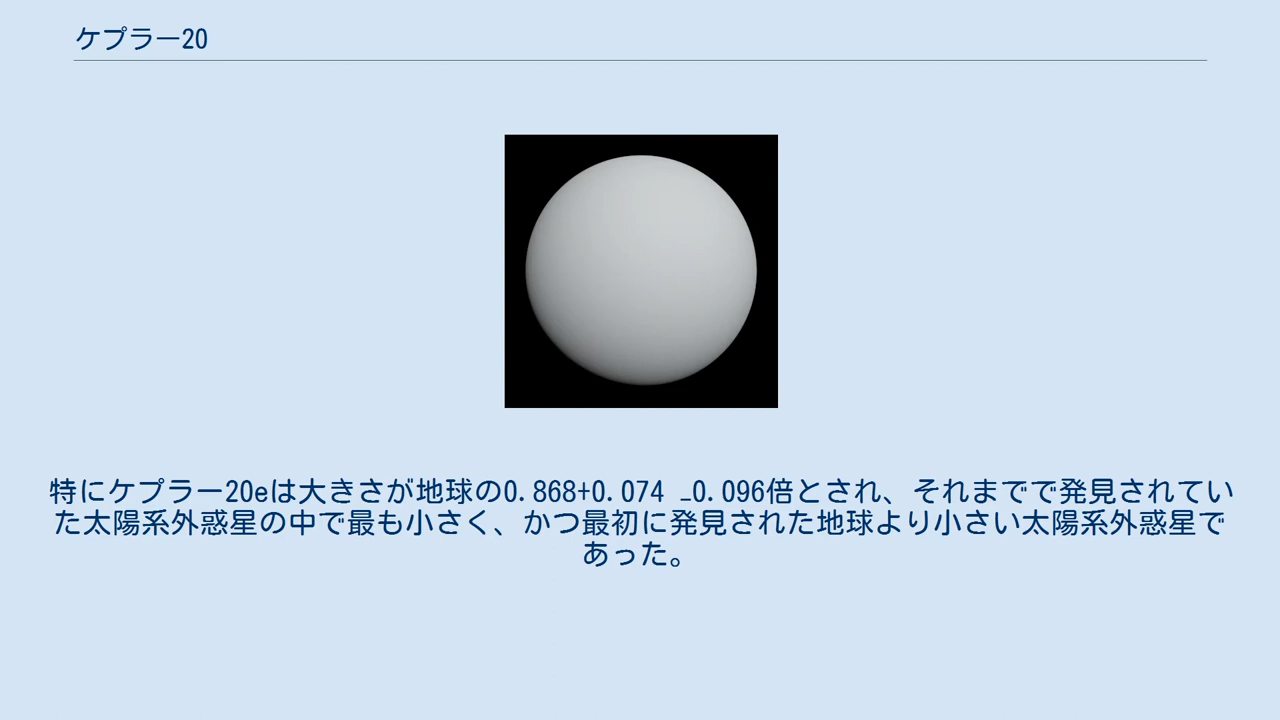 ケプラー20
特にケプラー20eは大きさが地球の0.868+0.074 −0.096倍とされ、それまでで発見されてい
た太陽系外惑星の中で最も小さく、かつ最初に発見された地球より小さい太陽系外惑星で
あった。